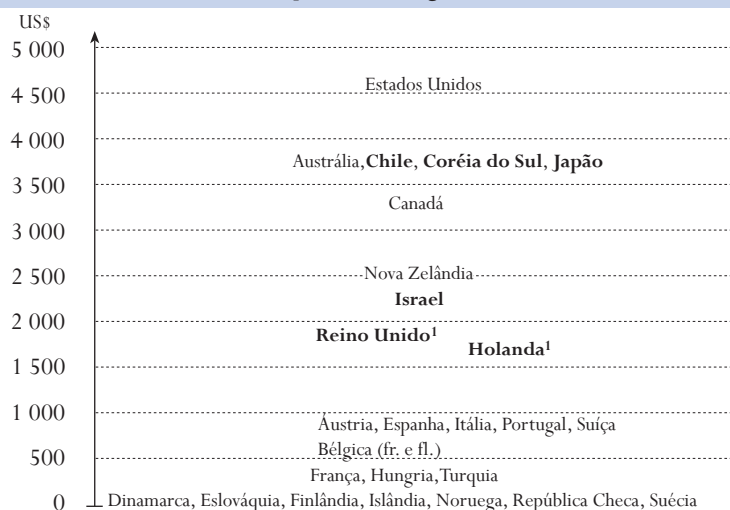 US$
5 000
Estados Unidos
4 500
4 000
Austrália, Chile, Coréia do Sul, Japão
3 500
Canadá
3 000
2 500
Nova Zelândia
Israel
2 000
Reino Unido¹
Holanda¹
1 500
1 000
Áustria, Espanha, Itália, Portugal, Suíça
Bélgica (fr. e fl.)
500
França, Hungria, Turquia
0
Dinamarca, Eslováquia, Finlândia, Islândia, Noruega, República Checa, Suécia